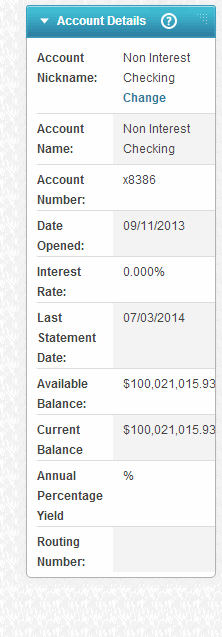 Account Details ?
Account Non Interest
Nickname: Checking
Change
Account Non Interest
Name: Checking
Account x8386
Number:
Date 09/11/2013
Opened:
Interest 0.000%
Rate:
Last 07/03/2014
Statement
Date:
Available $100,021,015.93
Balance:
Current $100,021,015.93
Balance
Annual %
Percentage
Yield
Routing
Number: